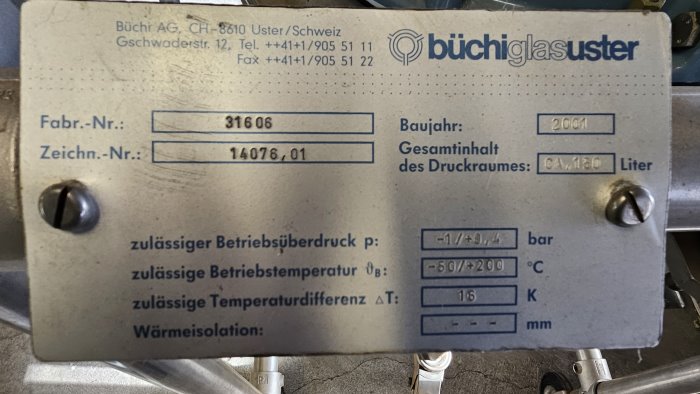 Büchi AG, CH-8610 Uster/Schweiz
Gschwaderstr. 12, Tel. ++41+1/905 51 11
Fax ++41+1/905 51 22
büchiglasuster
Fabr.-Nr.: 31606
Baujahr: 2001
Zeichn.-Nr.: 14076,01
Gesamtinhalt
des Druckraumes: CA.180 Liter
zulässiger Betriebsüberdruck p: -1/+0,4 bar
zulässige Betriebstemperatur ϑB: -60/+200 °C
zulässige Temperaturdifferenz △T: 16 K
Wärmeisolation: --- mm